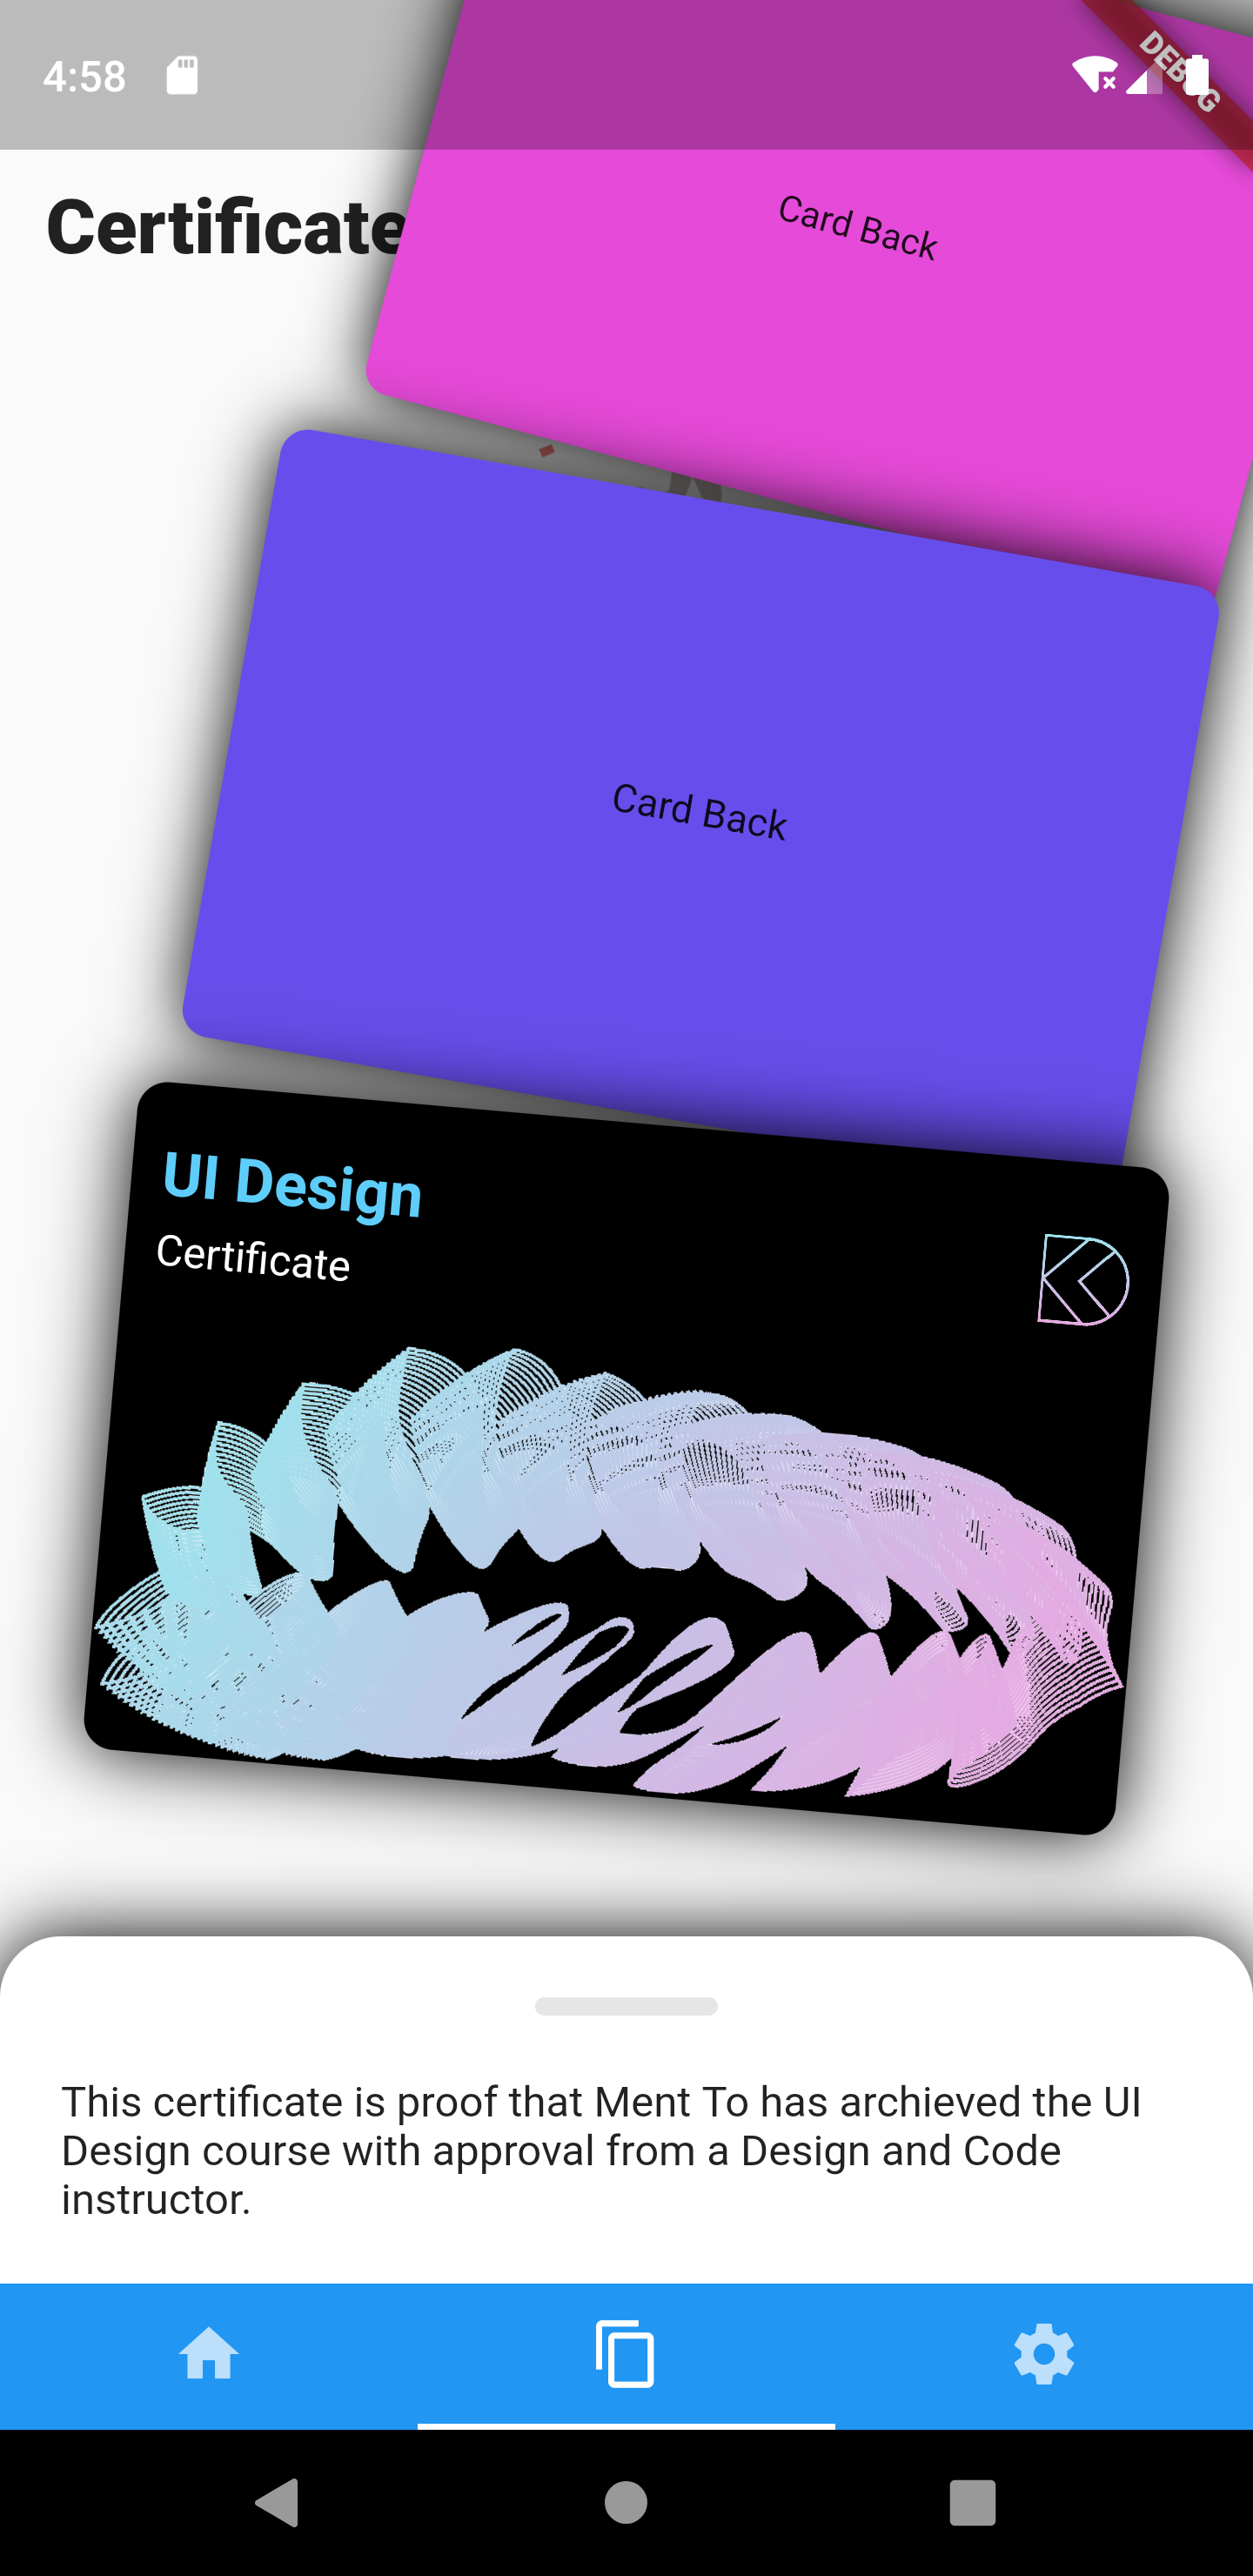 4:58
DEBUG
Certificate
Card Back
Card Back
UI Design
Certificate
This certificate is proof that Ment To has archieved the UI
Design course with approval from a Design and Code
instructor.